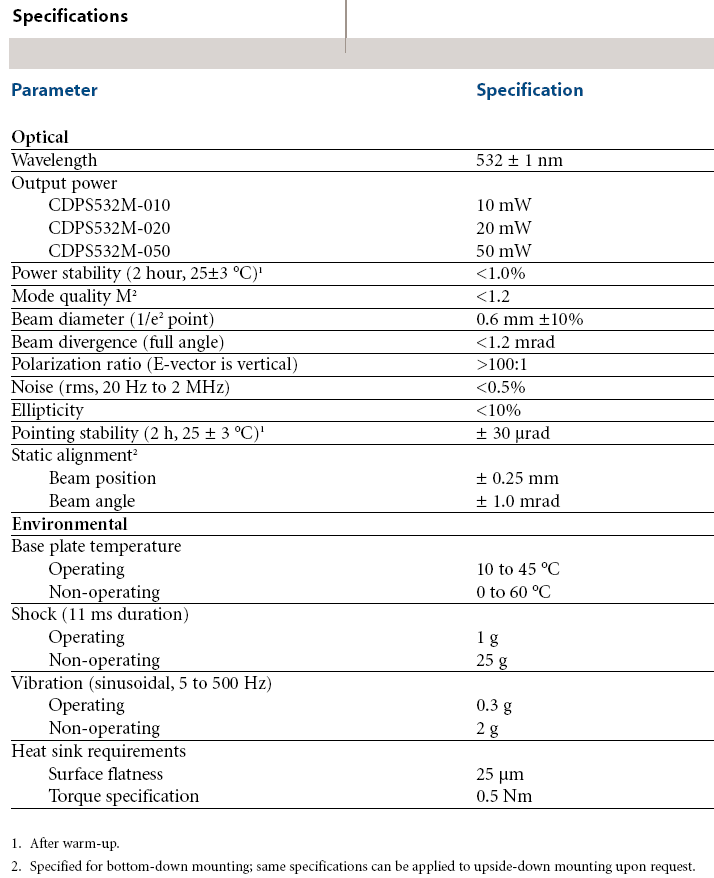 Specifications
Parameter Specification
Optical
Wavelength 532 ± 1 nm
Output power
CDPS532M-010 10 mW
CDPS532M-020 20 mW
CDPS532M-050 50 mW
Power stability (2 hour, 25±3 °C)¹ <1.0%
Mode quality M² <1.2
Beam diameter (1/e² point) 0.6 mm ±10%
Beam divergence (full angle) <1.2 mrad
Polarization ratio (E-vector is vertical) >100:1
Noise (rms, 20 Hz to 2 MHz) <0.5%
Ellipticity <10%
Pointing stability (2 h, 25 ± 3 °C)¹ ± 30 µrad
Static alignment²
Beam position ± 0.25 mm
Beam angle ± 1.0 mrad
Environmental
Base plate temperature
Operating 10 to 45 °C
Non-operating 0 to 60 °C
Shock (11 ms duration)
Operating 1 g
Non-operating 25 g
Vibration (sinusoidal, 5 to 500 Hz)
Operating 0.3 g
Non-operating 2 g
Heat sink requirements
Surface flatness 25 µm
Torque specification 0.5 Nm
1. After warm-up.
2. Specified for bottom-down mounting; same specifications can be applied to upside-down mounting upon request.